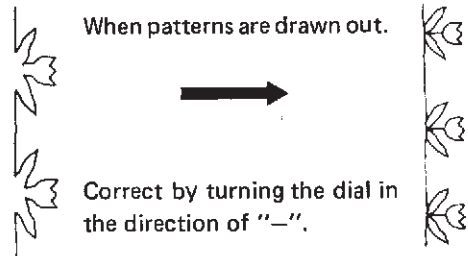 When patterns are drawn out.
Correct by turning the dial in
the direction of "–".